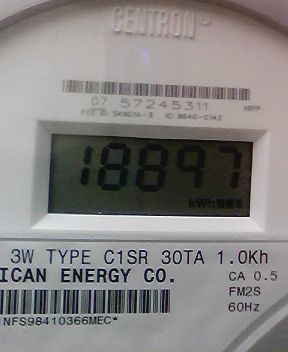 CENTRON
07 57245311
18897
kWh
3W TYPE C1SR 30TA 1.0Kh
ICAN ENERGY CO.
CA 0.5
FM2S
60Hz
NFS98410366MEC*